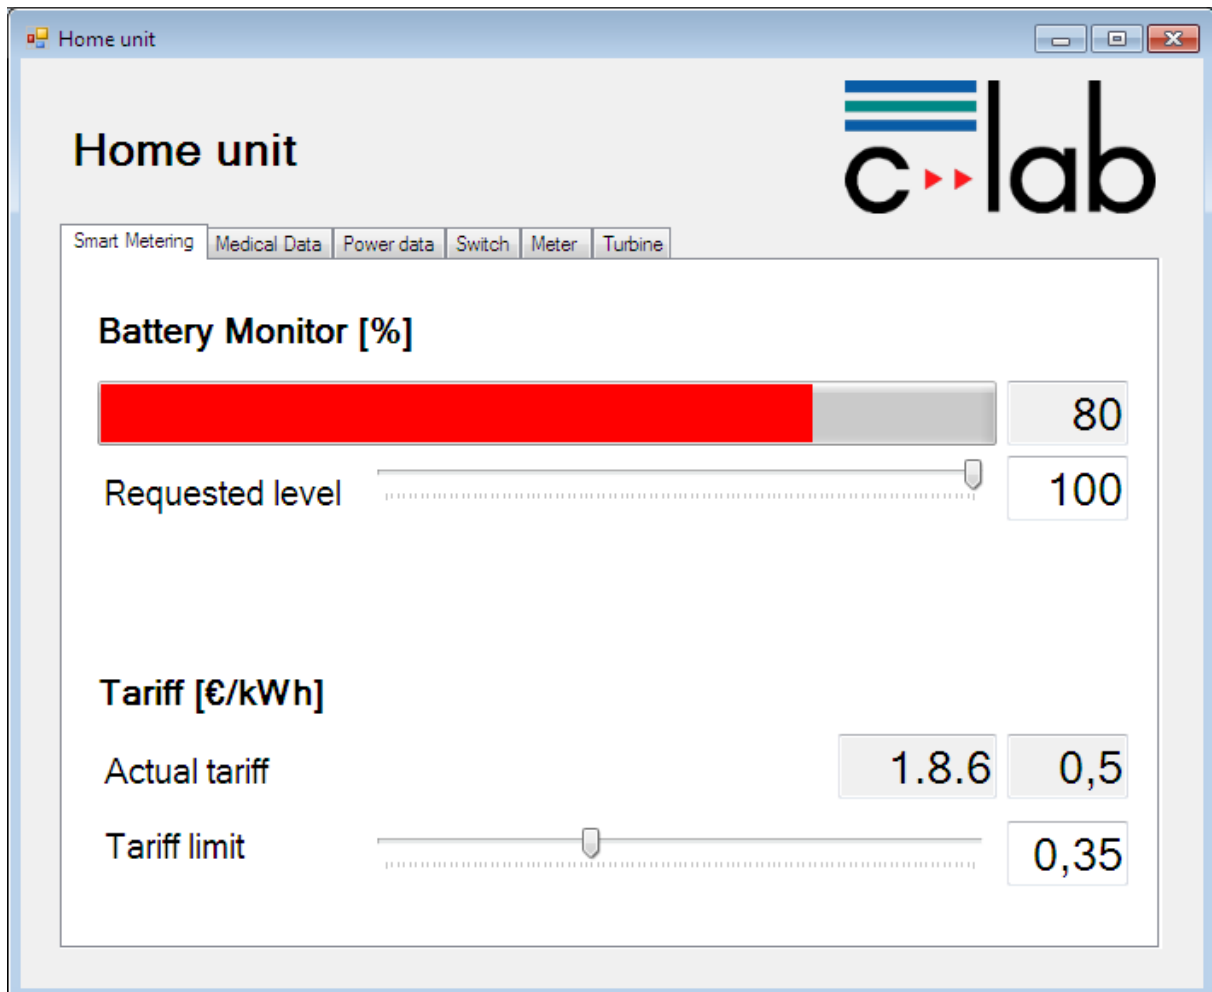 Home unit
Home unit
c lab
Smart Metering Medical Data Power data Switch Meter Turbine
Battery Monitor [%]
80
Requested level 100
Tariff [€/kWh]
Actual tariff 1.8.6 0,5
Tariff limit 0,35